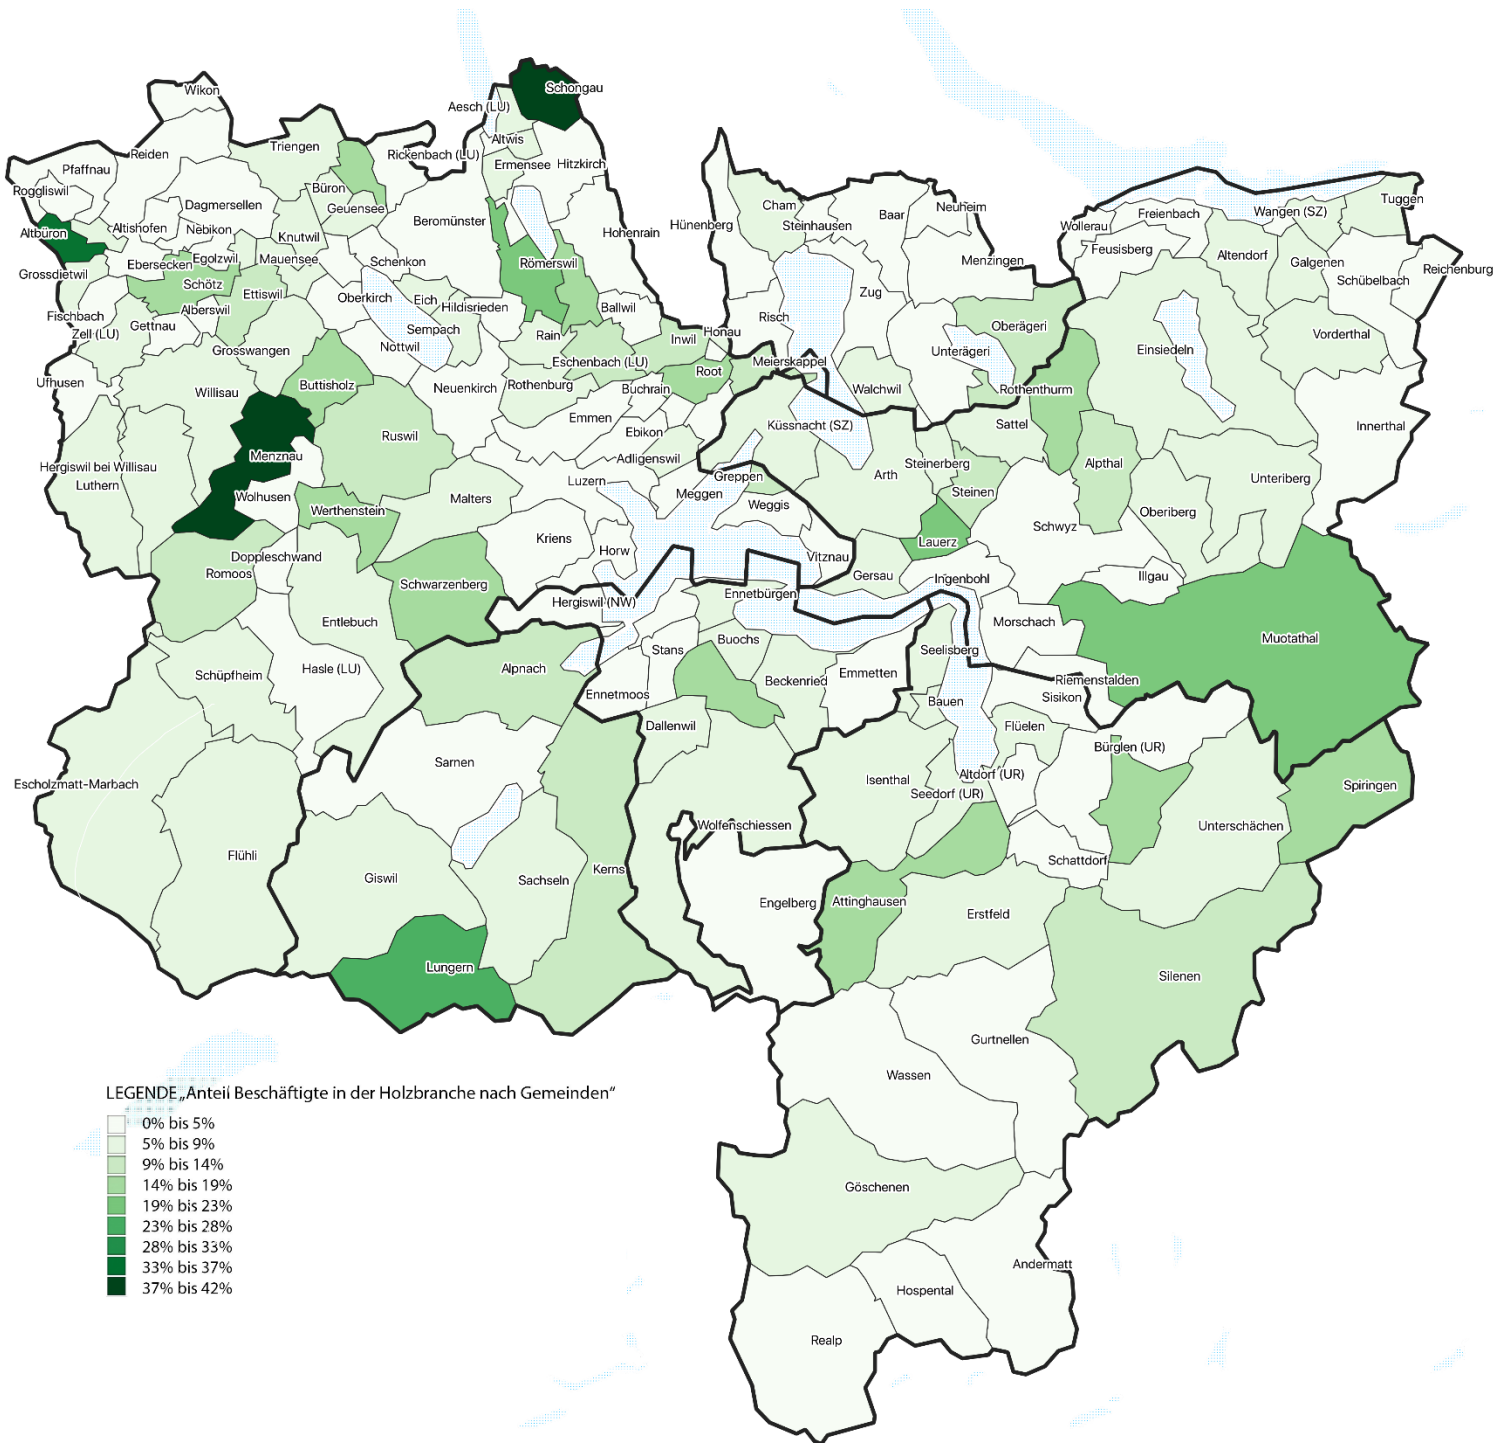 Schongau
Wikon
Aesch (LU)
Altwis
Triengen
Rickenbach (LU)
Reiden
Ermensee
Hitzkirch
Pfaffnau
Roggliswil
Büron
Dagmersellen
Geuensee
Beromünster
Cham
Neuheim
Tuggen
Freienbach
Wangen (SZ)
Baar
Steinhausen
Hünenberg
Wollerau
Altbüron
Altishofen
Nebikon
Knutwil
Hohenrain
Feusisberg
Altendorf
Ebersecken
Egolzwil
Mauensee
Schenkon
Römerswil
Menzingen
Galgenen
Reichenburg
Grossdietwil
Schötz
Schübelbach
Ettiswil
Oberkirch
Eich
Hildisrieden
Zug
Alberswil
Ballwil
Fischbach
Risch
Gettnau
Sempach
Oberägeri
Zell (LU)
Rain
Inwil
Honau
Vorderthal
Nottwil
Grosswangen
Unterägeri
Einsiedeln
Eschenbach (LU)
Meierskappel
Root
Ufhusen
Buttisholz
Rothenburg
Neuenkirch
Buchrain
Walchwil
Rothenthurm
Willisau
Emmen
Küssnacht (SZ)
Sattel
Innerthal
Ruswil
Ebikon
Menznau
Adligenswil
Steinerberg
Alpthal
Hergiswil bei Willisau
Luthern
Luzern
Greppen
Arth
Unteriberg
Wolhusen
Malters
Meggen
Steinen
Werthenstein
Weggis
Oberiberg
Schwyz
Kriens
Lauerz
Doppleschwand
Horw
Vitznau
Romoos
Gersau
Ingenbohl
Illgau
Schwarzenberg
Ennetbürgen
Hergiswil (NW)
Entlebuch
Morschach
Buochs
Muotathal
Stans
Seelisberg
Hasle (LU)
Alpnach
Schüpfheim
Emmetten
Beckenried
Riemenstalden
Ennetmoos
Sisikon
Bauen
Dallenwil
Flüelen
Bürglen (UR)
Sarnen
Altdorf (UR)
Escholzmatt-Marbach
Isenthal
Spiringen
Seedorf (UR)
Wolfenschiessen
Unterschächen
Flühli
Schattdorf
Kerns
Giswil
Sachseln
Engelberg
Attinghausen
Erstfeld
Lungern
Silenen
Gurtnellen
Wassen
LEGENDE „Anteil Beschäftigte in der Holzbranche nach Gemeinden“
0% bis 5%
5% bis 9%
9% bis 14%
14% bis 19%
19% bis 23%
23% bis 28%
28% bis 33%
33% bis 37%
37% bis 42%
Göschenen
Andermatt
Hospental
Realp